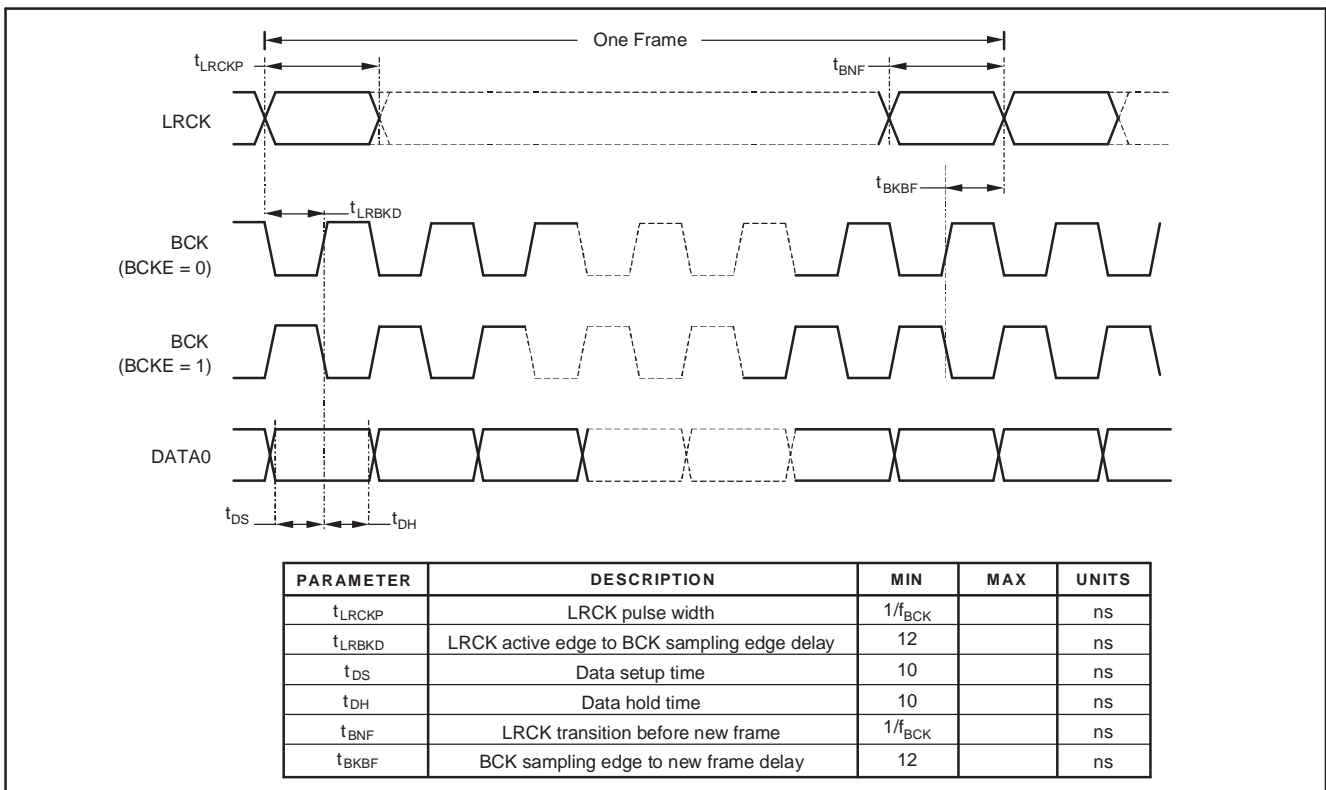 One Frame
tLRCKP
tBNF
LRCK
tBKBF
tLRBKD
BCK
(BCKE = 0)
BCK
(BCKE = 1)
DATA0
tDS
tDH
PARAMETER DESCRIPTION MIN MAX UNITS
tLRCKP LRCK pulse width 1/fBCK ns
tLRBKD LRCK active edge to BCK sampling edge delay 12 ns
tDS Data setup time 10 ns
tDH Data hold time 10 ns
tBNF LRCK transition before new frame 1/fBCK ns
tBKBF BCK sampling edge to new frame delay 12 ns